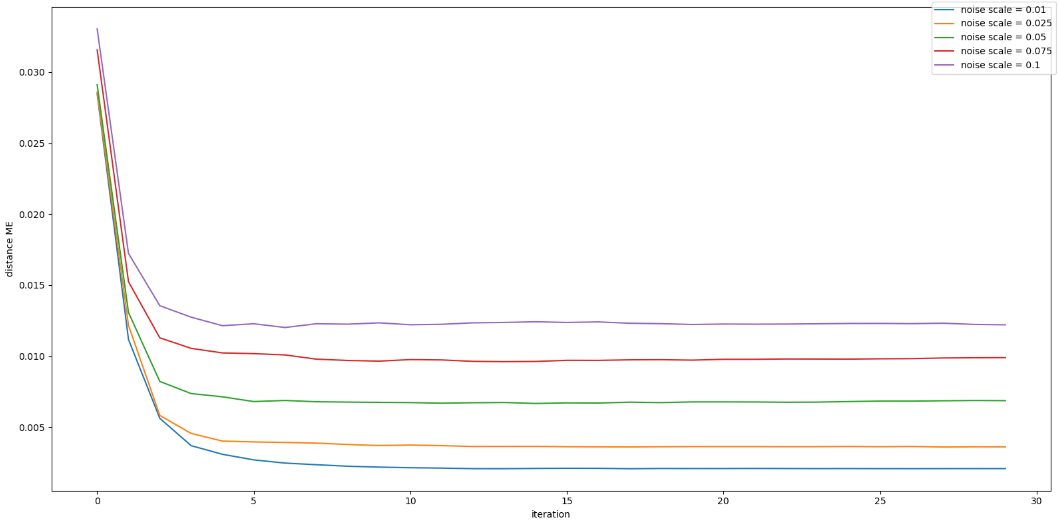 noise scale = 0.01
noise scale = 0.025
noise scale = 0.05
noise scale = 0.075
noise scale = 0.1
0.030
0.025
0.020
0.015
0.010
0.005
distance ME
0 5 10 15 20 25 30
iteration